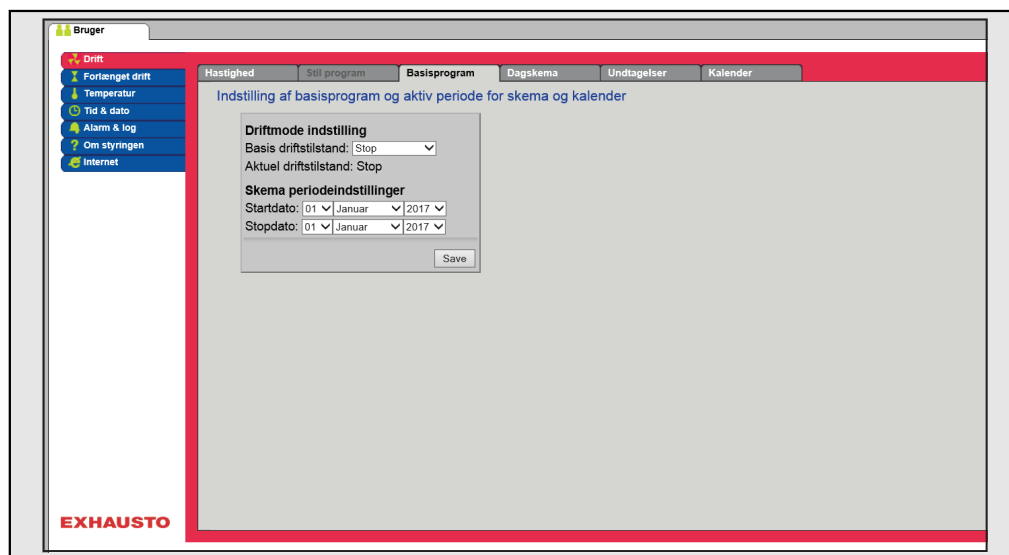 Bruger
Drift
Forlænget drift
Temperatur
Tid & dato
Alarm & log
Om styringen
Internet
Hastighed Stil program Basisprogram Dagskema Undtagelser Kalender
Indstilling af basisprogram og aktiv periode for skema og kalender
Driftmode indstilling
Basis driftstilstand: Stop
Aktuel driftstilstand: Stop
Skema periodeindstillinger
Startdato: 01 Januar 2017
Stopdato: 01 Januar 2017
Save
EXHAUSTO